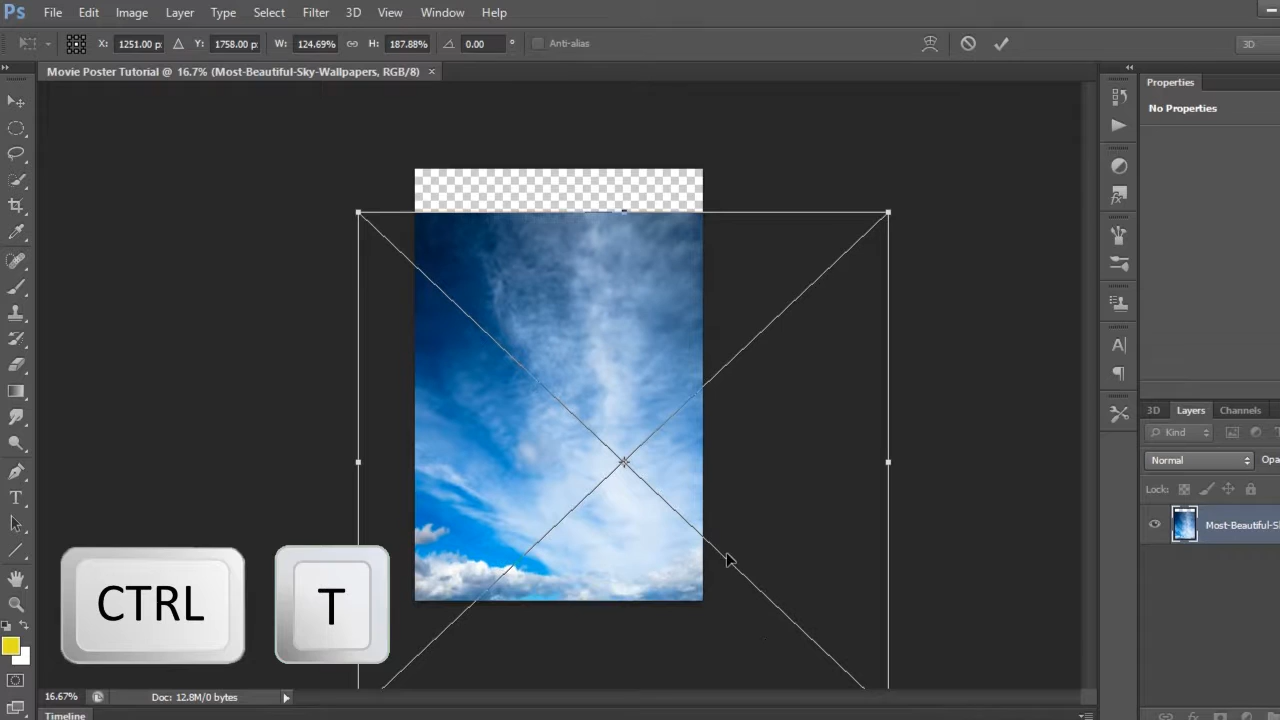 Ps File Edit Image Layer Type Select Filter 3D View Window Help
X: 1251.00 p Y: 1758.00 p W: 124.69% H: 187.88% 0.00 ° Anti-alias 3D
Movie Poster Tutorial @ 16.7% (Most-Beautiful-Sky-Wallpapers, RGB/8) ×
Properties
No Properties
3D Layers Channels
Kind
Normal Opa
Lock:
Most-Beautiful-S
CTRL T
16.67% Doc: 12.8M/0 bytes
Timeline